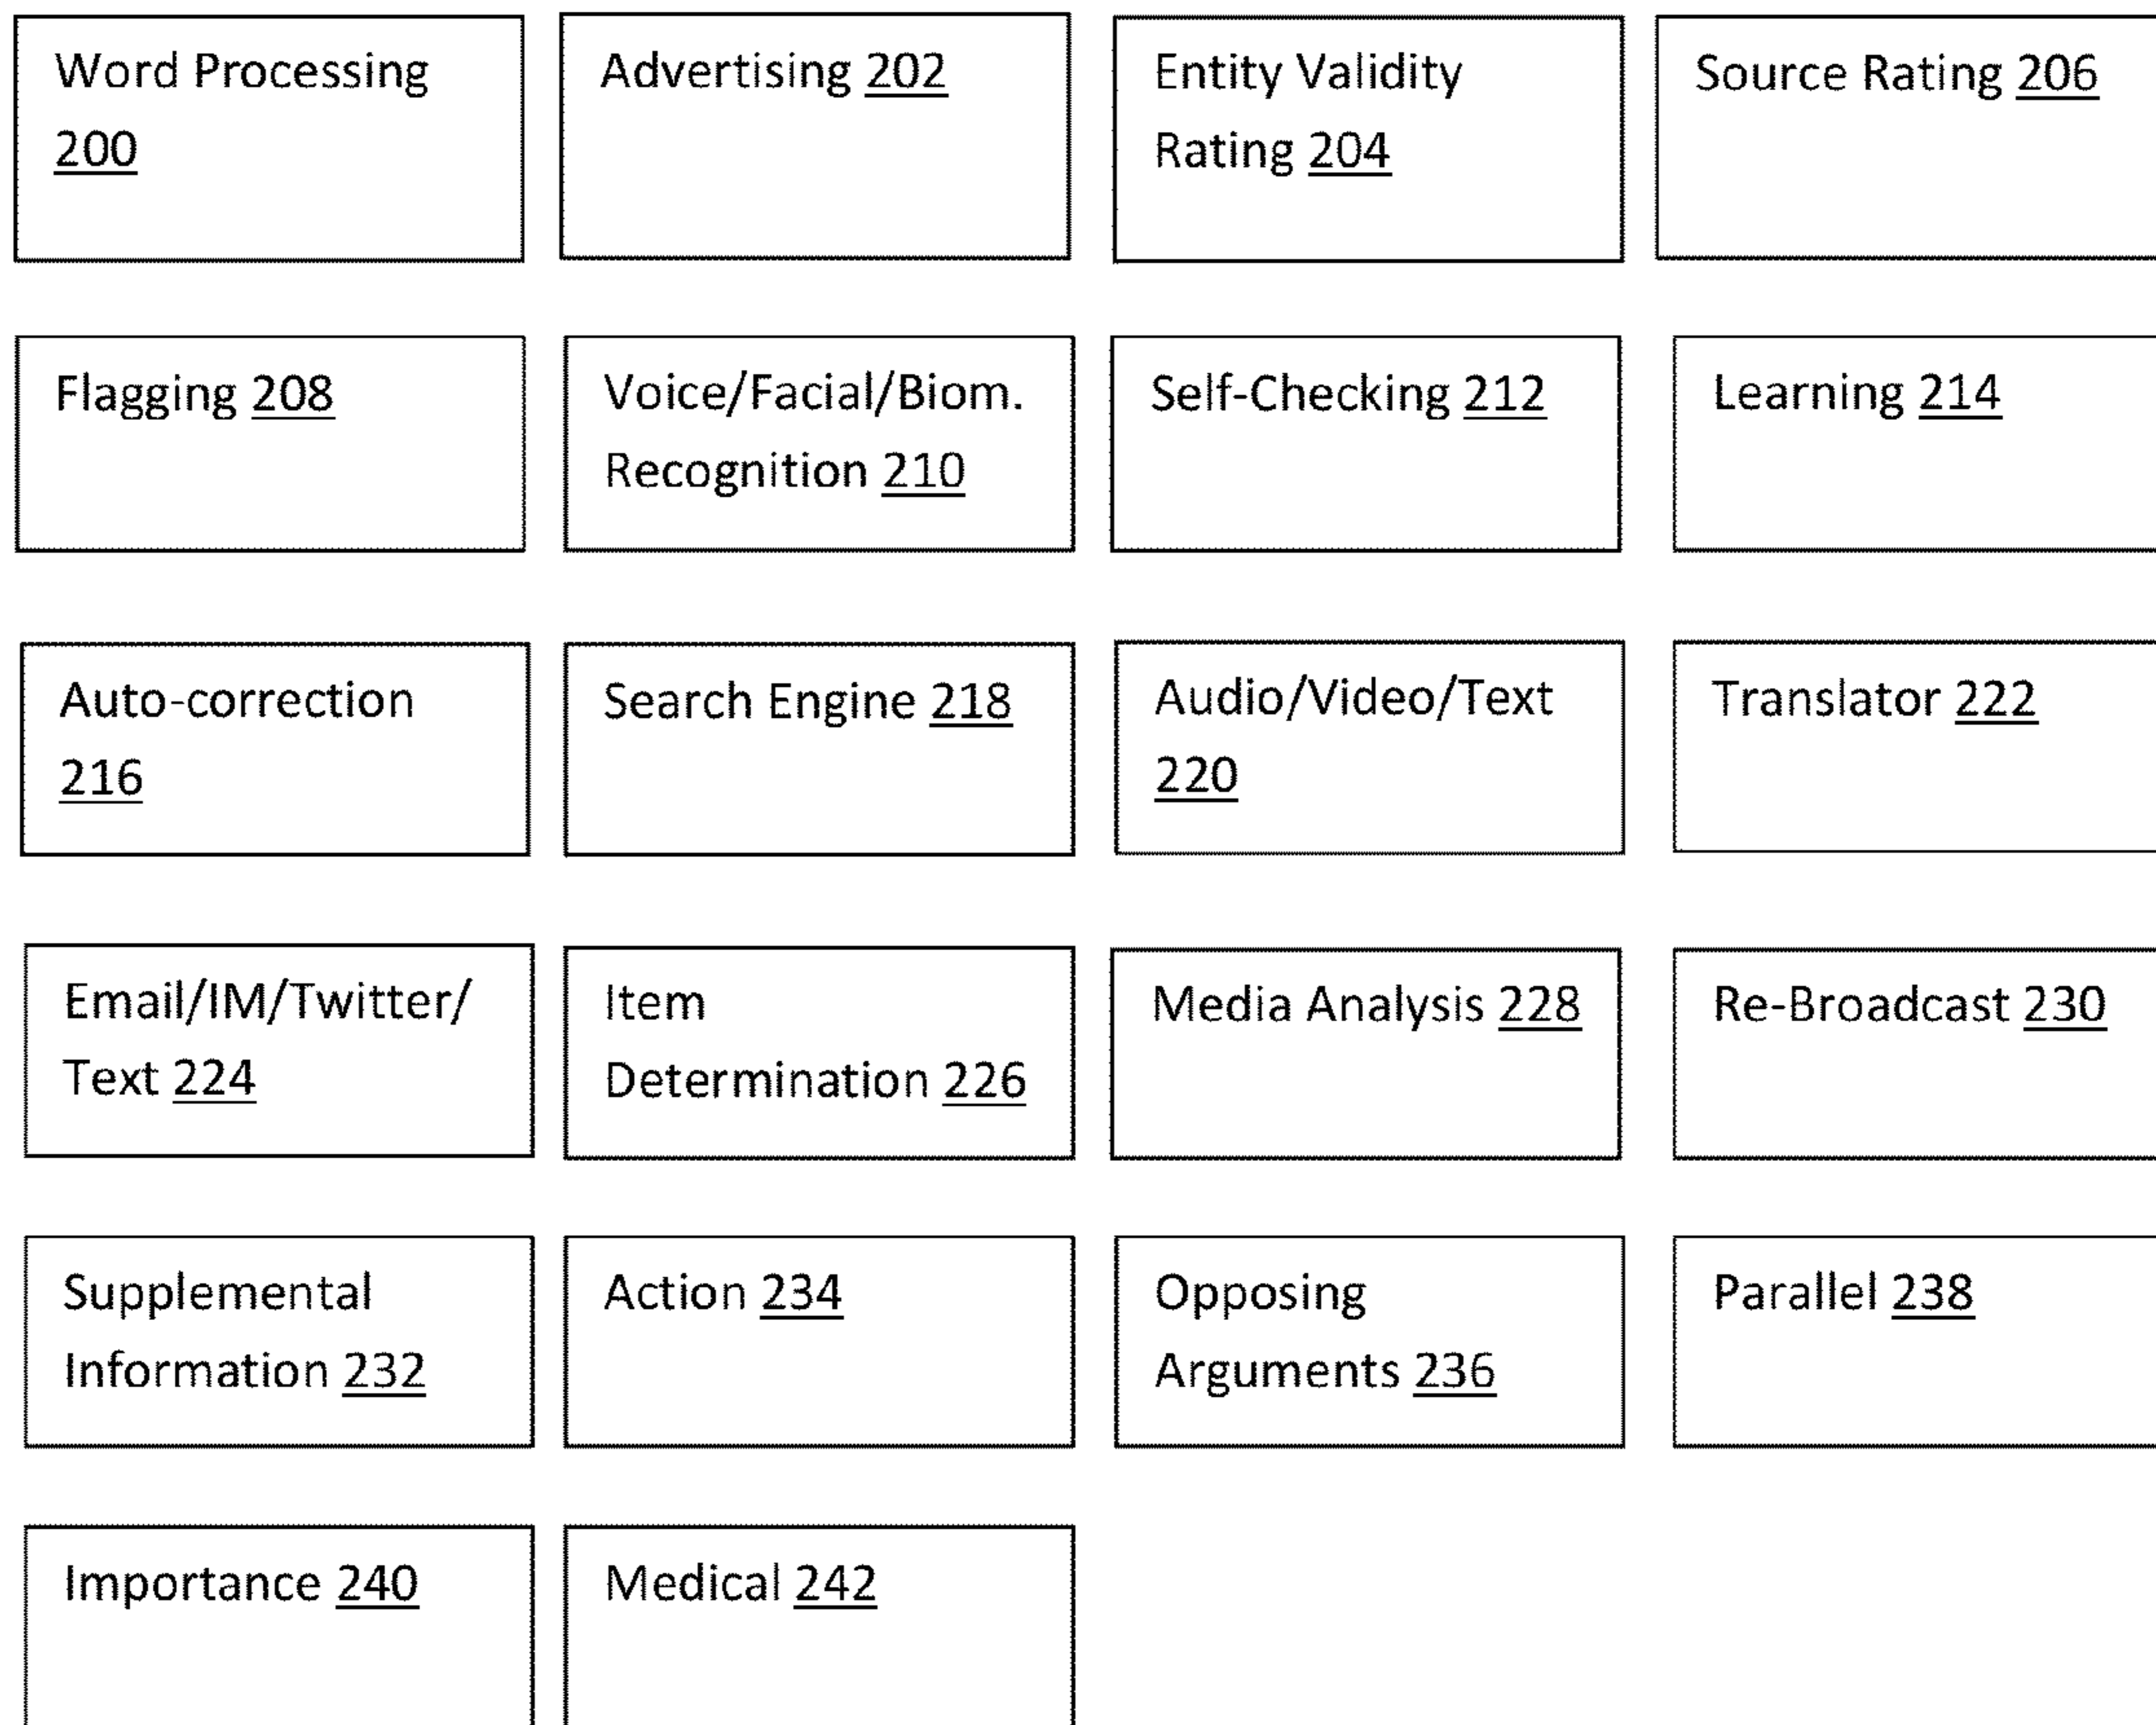 Word Processing
200
Advertising 202
Entity Validity
Rating 204
Source Rating 206
Flagging 208
Voice/Facial/Biom.
Recognition 210
Self-Checking 212
Learning 214
Auto-correction
216
Search Engine 218
Audio/Video/Text
220
Translator 222
Email/IM/Twitter/
Text 224
Item
Determination 226
Media Analysis 228
Re-Broadcast 230
Supplemental
Information 232
Action 234
Opposing
Arguments 236
Parallel 238
Importance 240
Medical 242